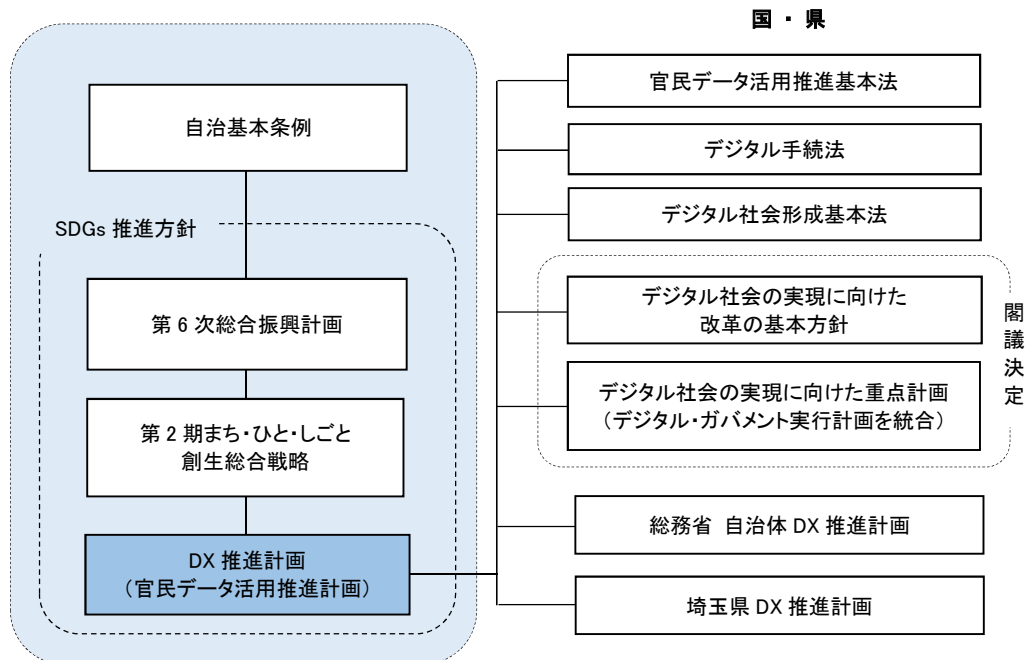 国・県
自治基本条例
SDGs 推進方針
第 6 次総合振興計画
第 2 期まち・ひと・しごと
創生総合戦略
DX 推進計画
(官民データ活用推進計画)
官民データ活用推進基本法
デジタル手続法
デジタル社会形成基本法
デジタル社会の実現に向けた
改革の基本方針
デジタル社会の実現に向けた重点計画
(デジタル・ガバメント実行計画を統合)
閣議決定
総務省 自治体 DX 推進計画
埼玉県 DX 推進計画